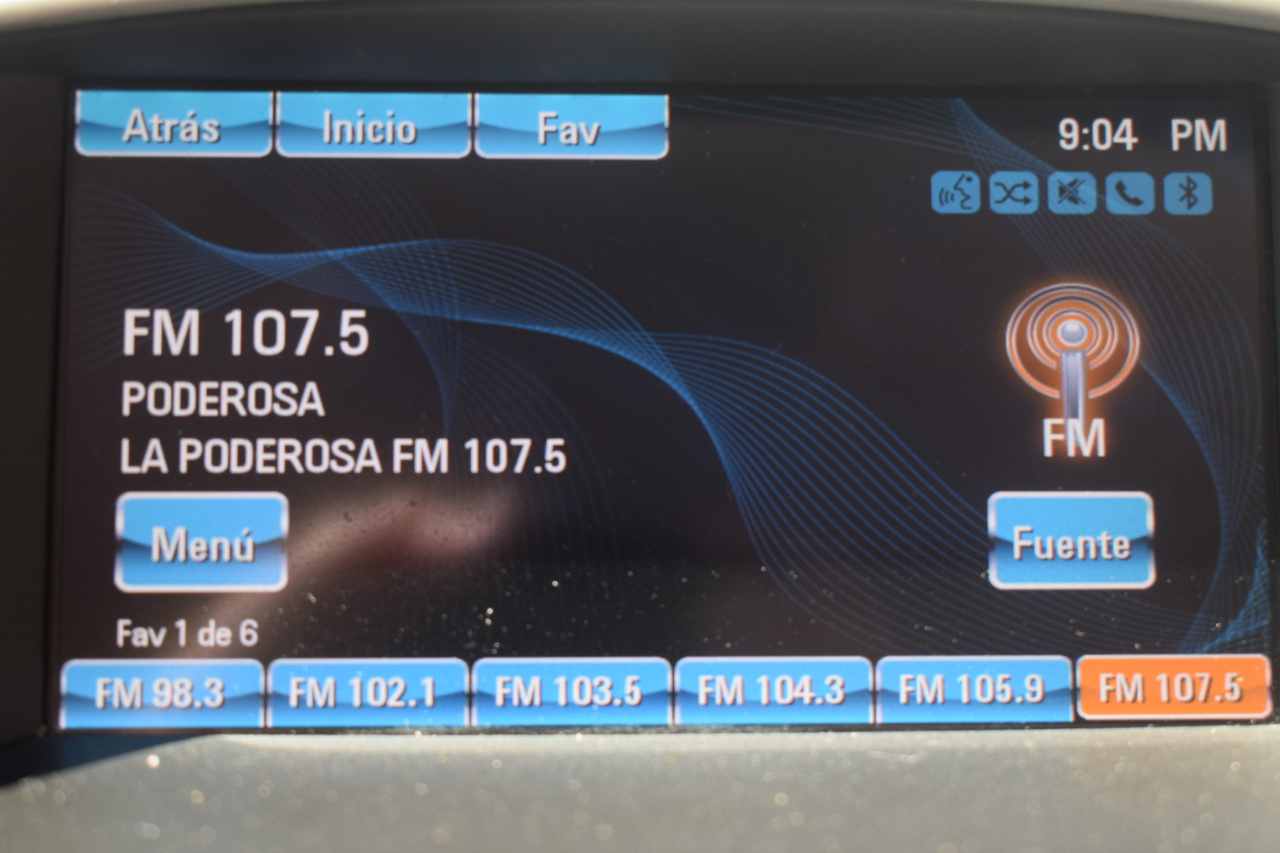 Atrás Inicio Fav
9:04 PM
FM 107.5
PODEROSA
LA PODEROSA FM 107.5
FM
Menú
Fuente
Fav 1 de 6
FM 98.3 FM 102.1 FM 103.5 FM 104.3 FM 105.9 FM 107.5